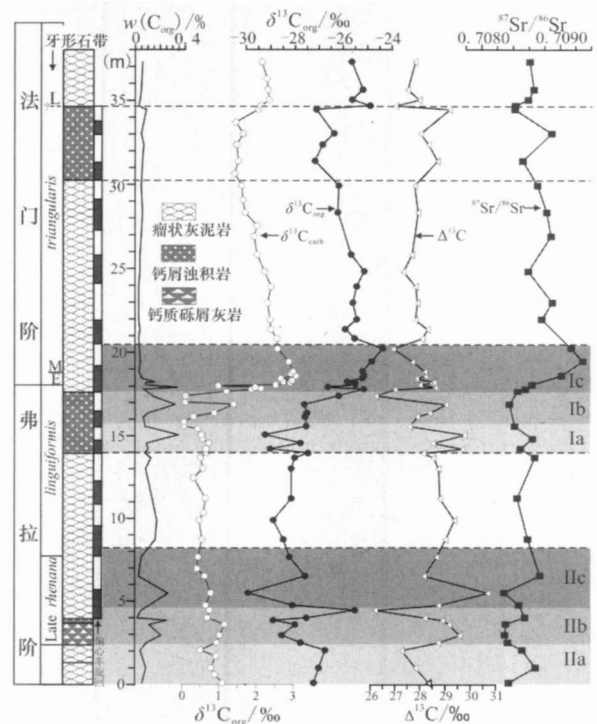 w(Corg)/%
0 0.4
δ¹³Corg/‰
−30 −28 −26 −24
⁸⁷Sr/⁸⁶Sr
0.7080 0.7090
牙形石带
(m)
35
30
25
20
15
10
5
0
法
门
阶
弗
拉
阶
L
triangularis
M
E
linguiformis
Late rhenana
瘤状灰泥岩
钙屑浊积岩
钙质砾屑灰岩
δ¹³Corg
δ¹³Ccarb
Δ¹³C
⁸⁷Sr/⁸⁶Sr
Ic
Ib
Ia
IIc
IIb
IIa
0 1 2 3
δ¹³Corg/‰
26 27 28 29 30 31
Δ¹³C/‰